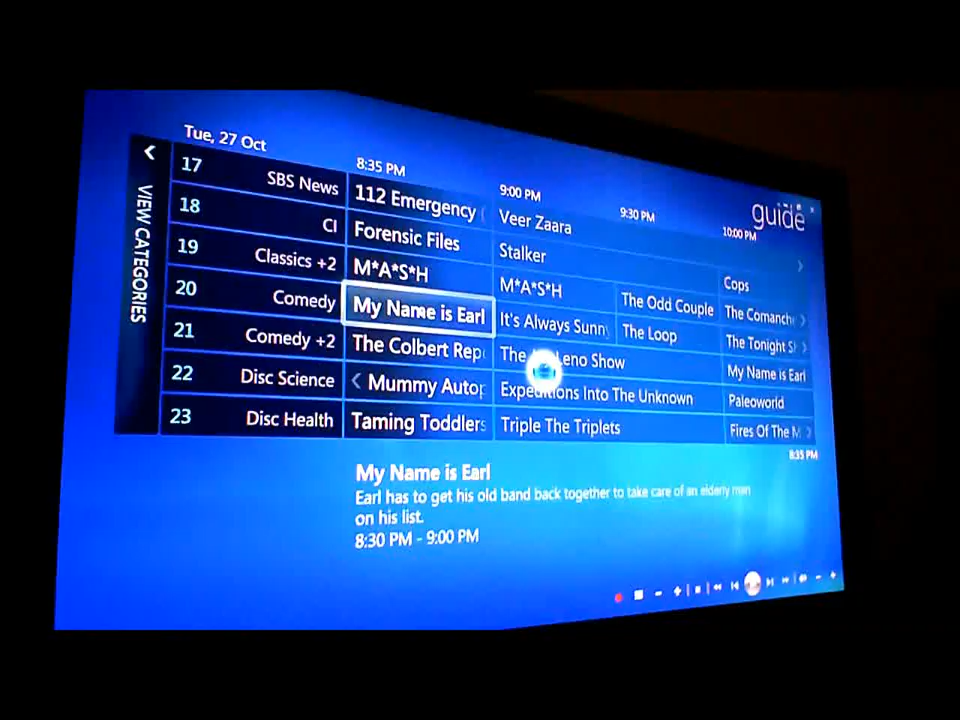 Tue, 27 Oct
guide
8:35 PM 9:00 PM 9:30 PM 10:00 PM
VIEW CATEGORIES
17 SBS News 112 Emergency Veer Zaara
18 CI Forensic Files Stalker
19 Classics +2 M*A*S*H M*A*S*H The Odd Couple Cops
20 Comedy My Name is Earl It's Always Sunn The Loop The Comanch
21 Comedy +2 The Colbert Rep The Leno Show The Tonight S
22 Disc Science Mummy Autop Expeditions Into The Unknown My Name is Earl
23 Disc Health Taming Toddlers Triple The Triplets Paleoworld
Fires Of The M
8:35 PM
My Name is Earl
Earl has to get his old band back together to take care of an elderly man
on his list.
8:30 PM - 9:00 PM